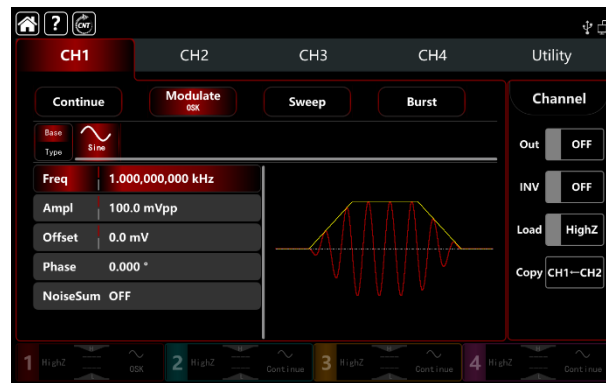 ? CNT
CH1 CH2 CH3 CH4 Utility
Continue Modulate Sweep Burst Channel
OSK
Base
Type
Sine
Out OFF
Freq 1.000,000,000 kHz
INV OFF
Ampl 100.0 mVpp
Offset 0.0 mV
Load HighZ
Phase 0.000 °
Copy CH1←CH2
NoiseSum OFF
1 HighZ OSK 2 HighZ Continue 3 HighZ Continue 4 HighZ Continue